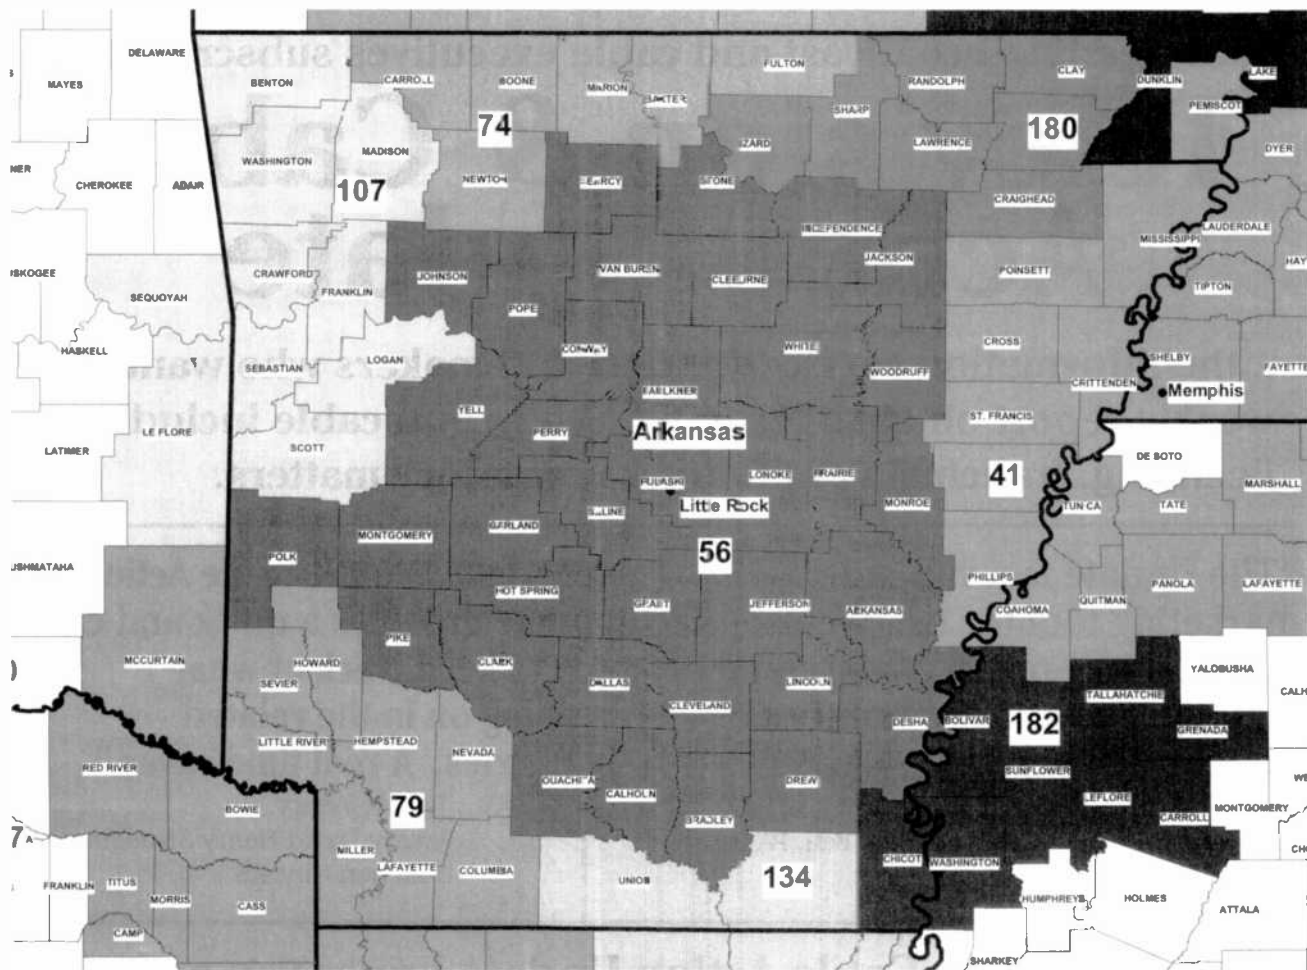 DELAWARE
MAYES
BENTON
CARROLL
BOONE
MARION
BAXTER
FULTON
SHARP
RANDOLPH
CLAY
DUNKLIN
LAKE
PEMISCOT
74
180
IZARD
LAWRENCE
DYER
MADISON
WASHINGTON
CHEROKEE
ADAIR
107
NEWTON
SEARCY
STONE
CRAIGHEAD
INDEPENDENCE
JACKSON
MISSISSIPPI
LAUDERDALE
CRAWFORD
FRANKLIN
JOHNSON
VAN BUREN
CLEBURNE
POINSETT
TIPTON
SEQUOYAH
POPE
HASKELL
SEBASTIAN
LOGAN
CONWAY
WHITE
WOODRUFF
CROSS
SHELBY
FAYETTE
CRITTENDEN
Memphis
FAULKNER
YELL
ST. FRANCIS
LE FLORE
LATIMER
SCOTT
PERRY
Arkansas
DE SOTO
PULASKI
LONOKE
PRAIRIE
41
MARSHALL
Little Rock
MONROE
TUNICA
TATE
SALINE
GARLAND
MONTGOMERY
POLK
56
USHMATAHA
HOT SPRING
GRANT
JEFFERSON
ARKANSAS
PHILLIPS
COAHOMA
QUITMAN
PANOLA
LAFAYETTE
PIKE
CLARK
MCCURTAIN
HOWARD
SEVIER
DALLAS
LINCOLN
CLEVELAND
YALOBUSHA
TALLAHATCHIE
DESHA
BOLIVAR
182
GRENADA
LITTLE RIVER
HEMPSTEAD
NEVADA
RED RIVER
OUACHITA
CALHOUN
DREW
SUNFLOWER
LEFLORE
MONTGOMERY
CARROLL
BOWIE
79
BRADLEY
MILLER
LAFAYETTE
COLUMBIA
CHICOT
WASHINGTON
UNION
134
FRANKLIN
TITUS
MORRIS
CASS
HUMPHREYS
HOLMES
ATTALA
CAMP
SHARKEY